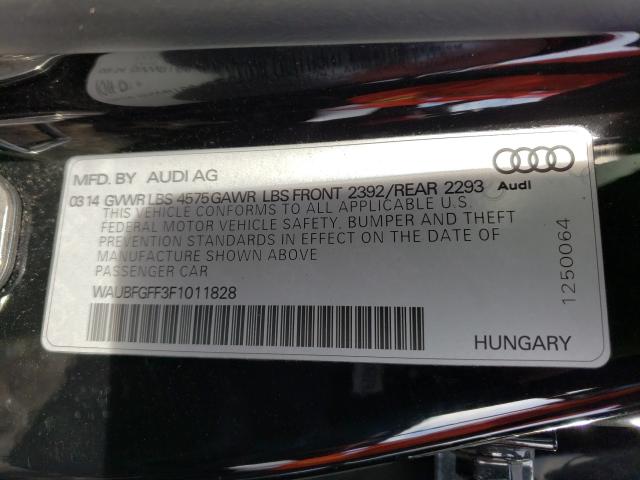 MFD. BY AUDI AG
Audi
03 14 GVWR LBS 4575 GAWR LBS FRONT 2392/REAR 2293
THIS VEHICLE CONFORMS TO ALL APPLICABLE U.S.
FEDERAL MOTOR VEHICLE SAFETY, BUMPER AND THEFT
PREVENTION STANDARDS IN EFFECT ON THE DATE OF
MANUFACTURE SHOWN ABOVE
PASSENGER CAR
WAUBFGFF3F1011828
1250064
HUNGARY